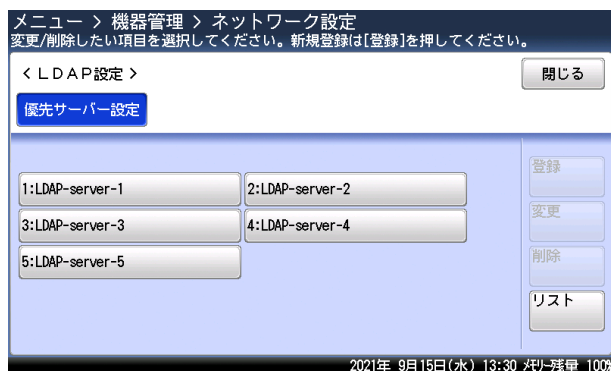 メニュー > 機器管理 > ネットワーク設定
変更/削除したい項目を選択してください。新規登録は[登録]を押してください。
<LDAP設定>
閉じる
優先サーバー設定
登録
1:LDAP-server-1
2:LDAP-server-2
変更
3:LDAP-server-3
4:LDAP-server-4
削除
5:LDAP-server-5
リスト
2021年 9月15日(水) 13:30 メモリー残量 100%